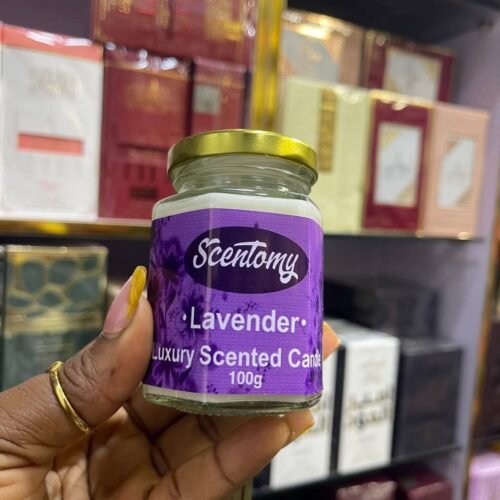 Scentomy
·Lavender·
Luxury Scented Candle
100g